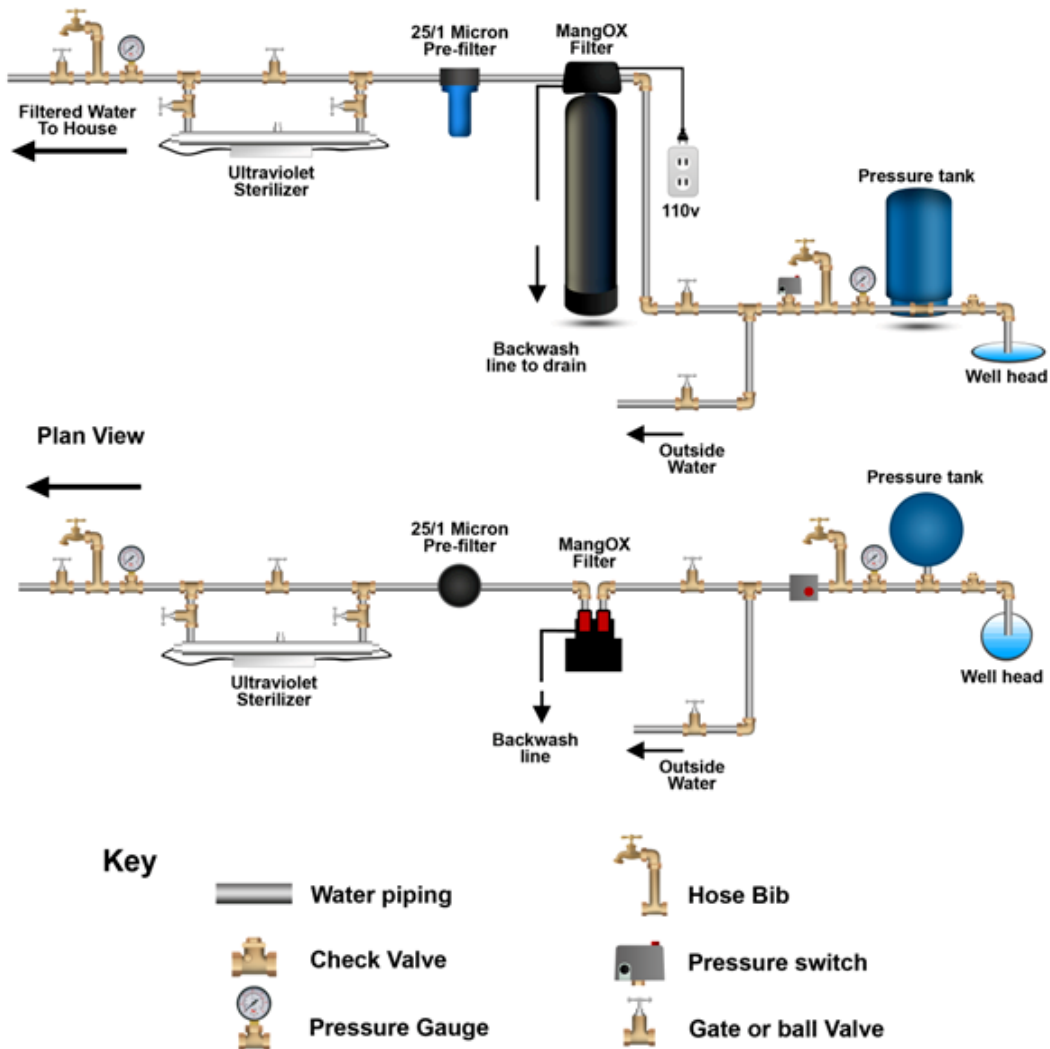 25/1 Micron
Pre-filter
MangOX
Filter
Filtered Water
To House
Ultraviolet
Sterilizer
110v
Pressure tank
Backwash
line to drain
Well head
Outside
Water
Plan View
Pressure tank
25/1 Micron
Pre-filter
MangOX
Filter
Ultraviolet
Sterilizer
Well head
Backwash
line
Outside
Water
Key
Water piping
Hose Bib
Check Valve
Pressure switch
Pressure Gauge
Gate or ball Valve